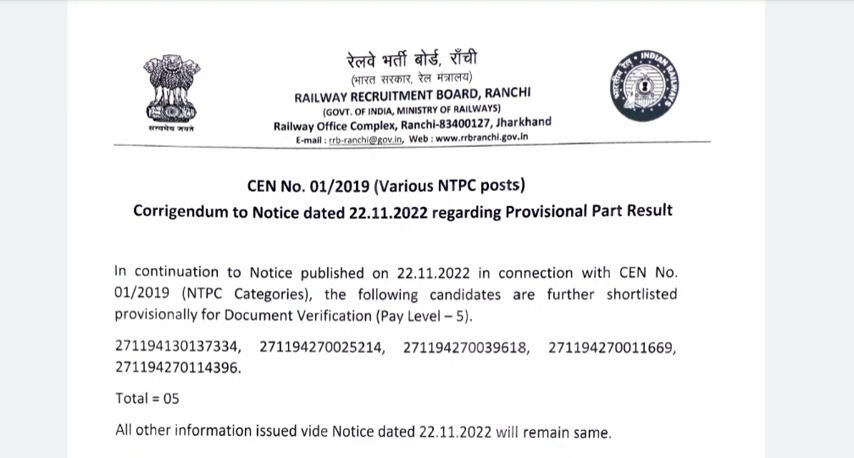 रेलवे भर्ती बोर्ड, राँची
(भारत सरकार, रेल मंत्रालय)
RAILWAY RECRUITMENT BOARD, RANCHI
(GOVT. OF INDIA, MINISTRY OF RAILWAYS)
Railway Office Complex, Ranchi-83400127, Jharkhand
E-mail : rrb-ranchi@gov.in, Web : www.rrbranchi.gov.in
सत्यमेव जयते
भारतीय रेल • INDIAN RAILWAYS
CEN No. 01/2019 (Various NTPC posts)
Corrigendum to Notice dated 22.11.2022 regarding Provisional Part Result
In continuation to Notice published on 22.11.2022 in connection with CEN No.
01/2019 (NTPC Categories), the following candidates are further shortlisted
provisionally for Document Verification (Pay Level – 5).
271194130137334, 271194270025214, 271194270039618, 271194270011669,
271194270114396.
Total = 05
All other information issued vide Notice dated 22.11.2022 will remain same.